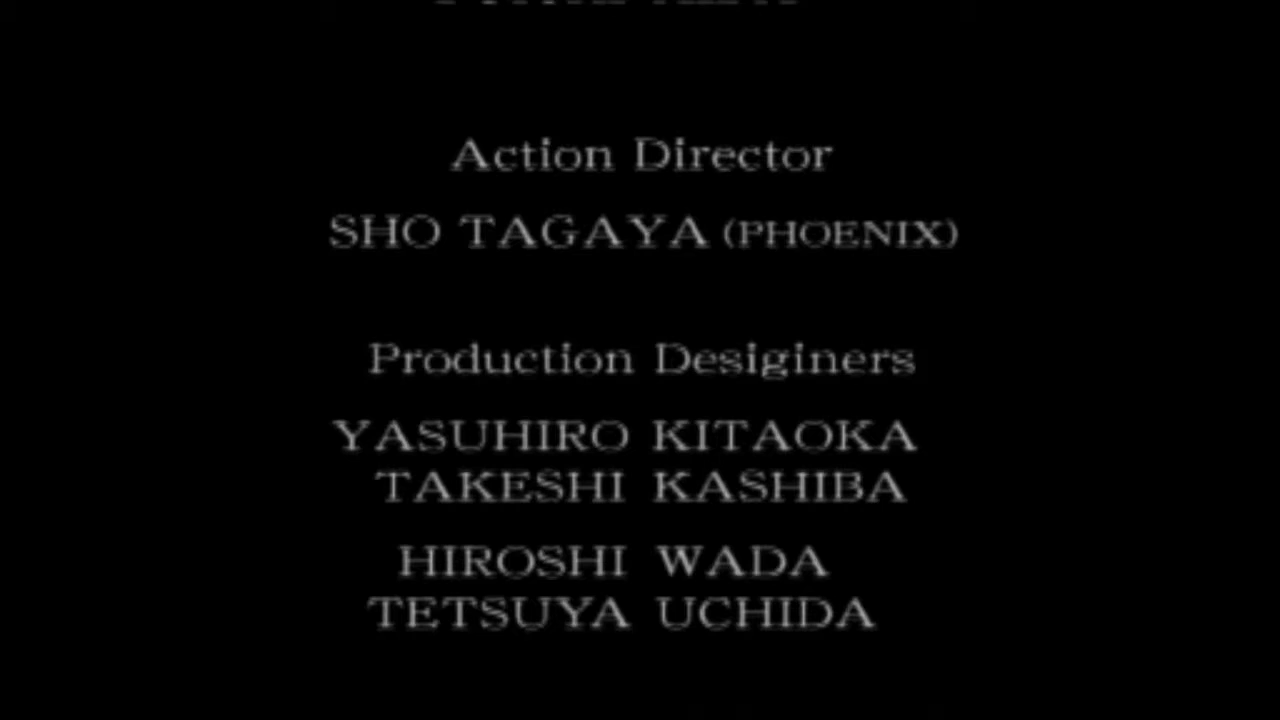 Action Director
SHO TAGAYA (PHOENIX)
Production Desiginers
YASUHIRO KITAOKA
TAKESHI KASHIBA
HIROSHI WADA
TETSUYA UCHIDA